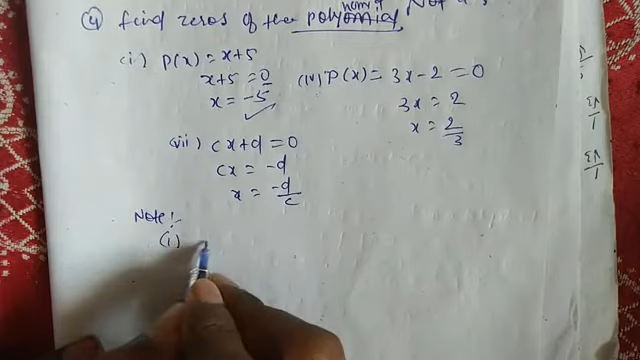 (4) find zeros of the polynomial. Not
(i) P(x) = x+5
x+5 = 0
x = -5
(iv) P(x) = 3x-2 = 0
3x = 2
x = 2/3
(vii) cx+d = 0
cx = -d
x = -d/c
Note:-
(i)